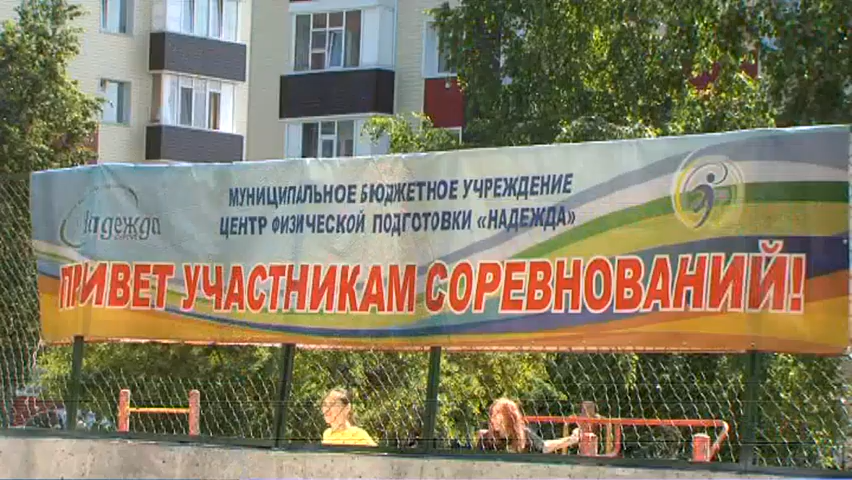 МУНИЦИПАЛЬНОЕ БЮДЖЕТНОЕ УЧРЕЖДЕНИЕ
ЦЕНТР ФИЗИЧЕСКОЙ ПОДГОТОВКИ «НАДЕЖДА»
Надежда
ПРИВЕТ УЧАСТНИКАМ СОРЕВНОВАНИЙ!